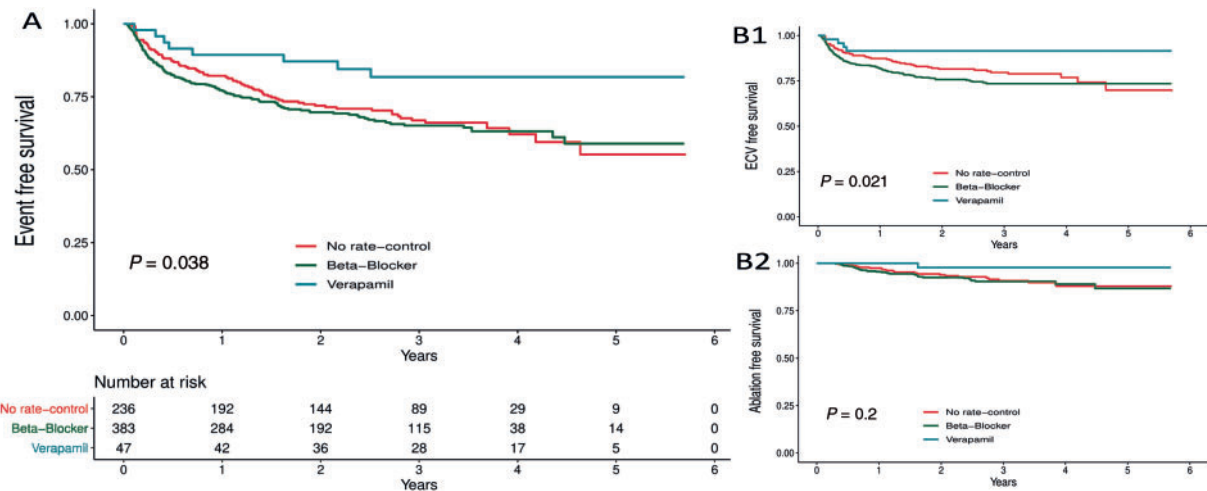 A
Event free survival
1.00
0.75
0.50
0.25
0.00
P = 0.038
No rate−control
Beta−Blocker
Verapamil
0 1 2 3 4 5 6
Years
Number at risk
No rate−control 236 192 144 89 29 9 0
Beta−Blocker 383 284 192 115 38 14 0
Verapamil 47 42 36 28 17 5 0
0 1 2 3 4 5 6
Years
B1
ECV free survival
1.00
0.75
0.50
0.25
0.00
P = 0.021
No rate−control
Beta−Blocker
Verapamil
0 1 2 3 4 5 6
Years
B2
Ablation free survival
1.00
0.75
0.50
0.25
0.00
P = 0.2
No rate−control
Beta−Blocker
Verapamil
0 1 2 3 4 5 6
Years